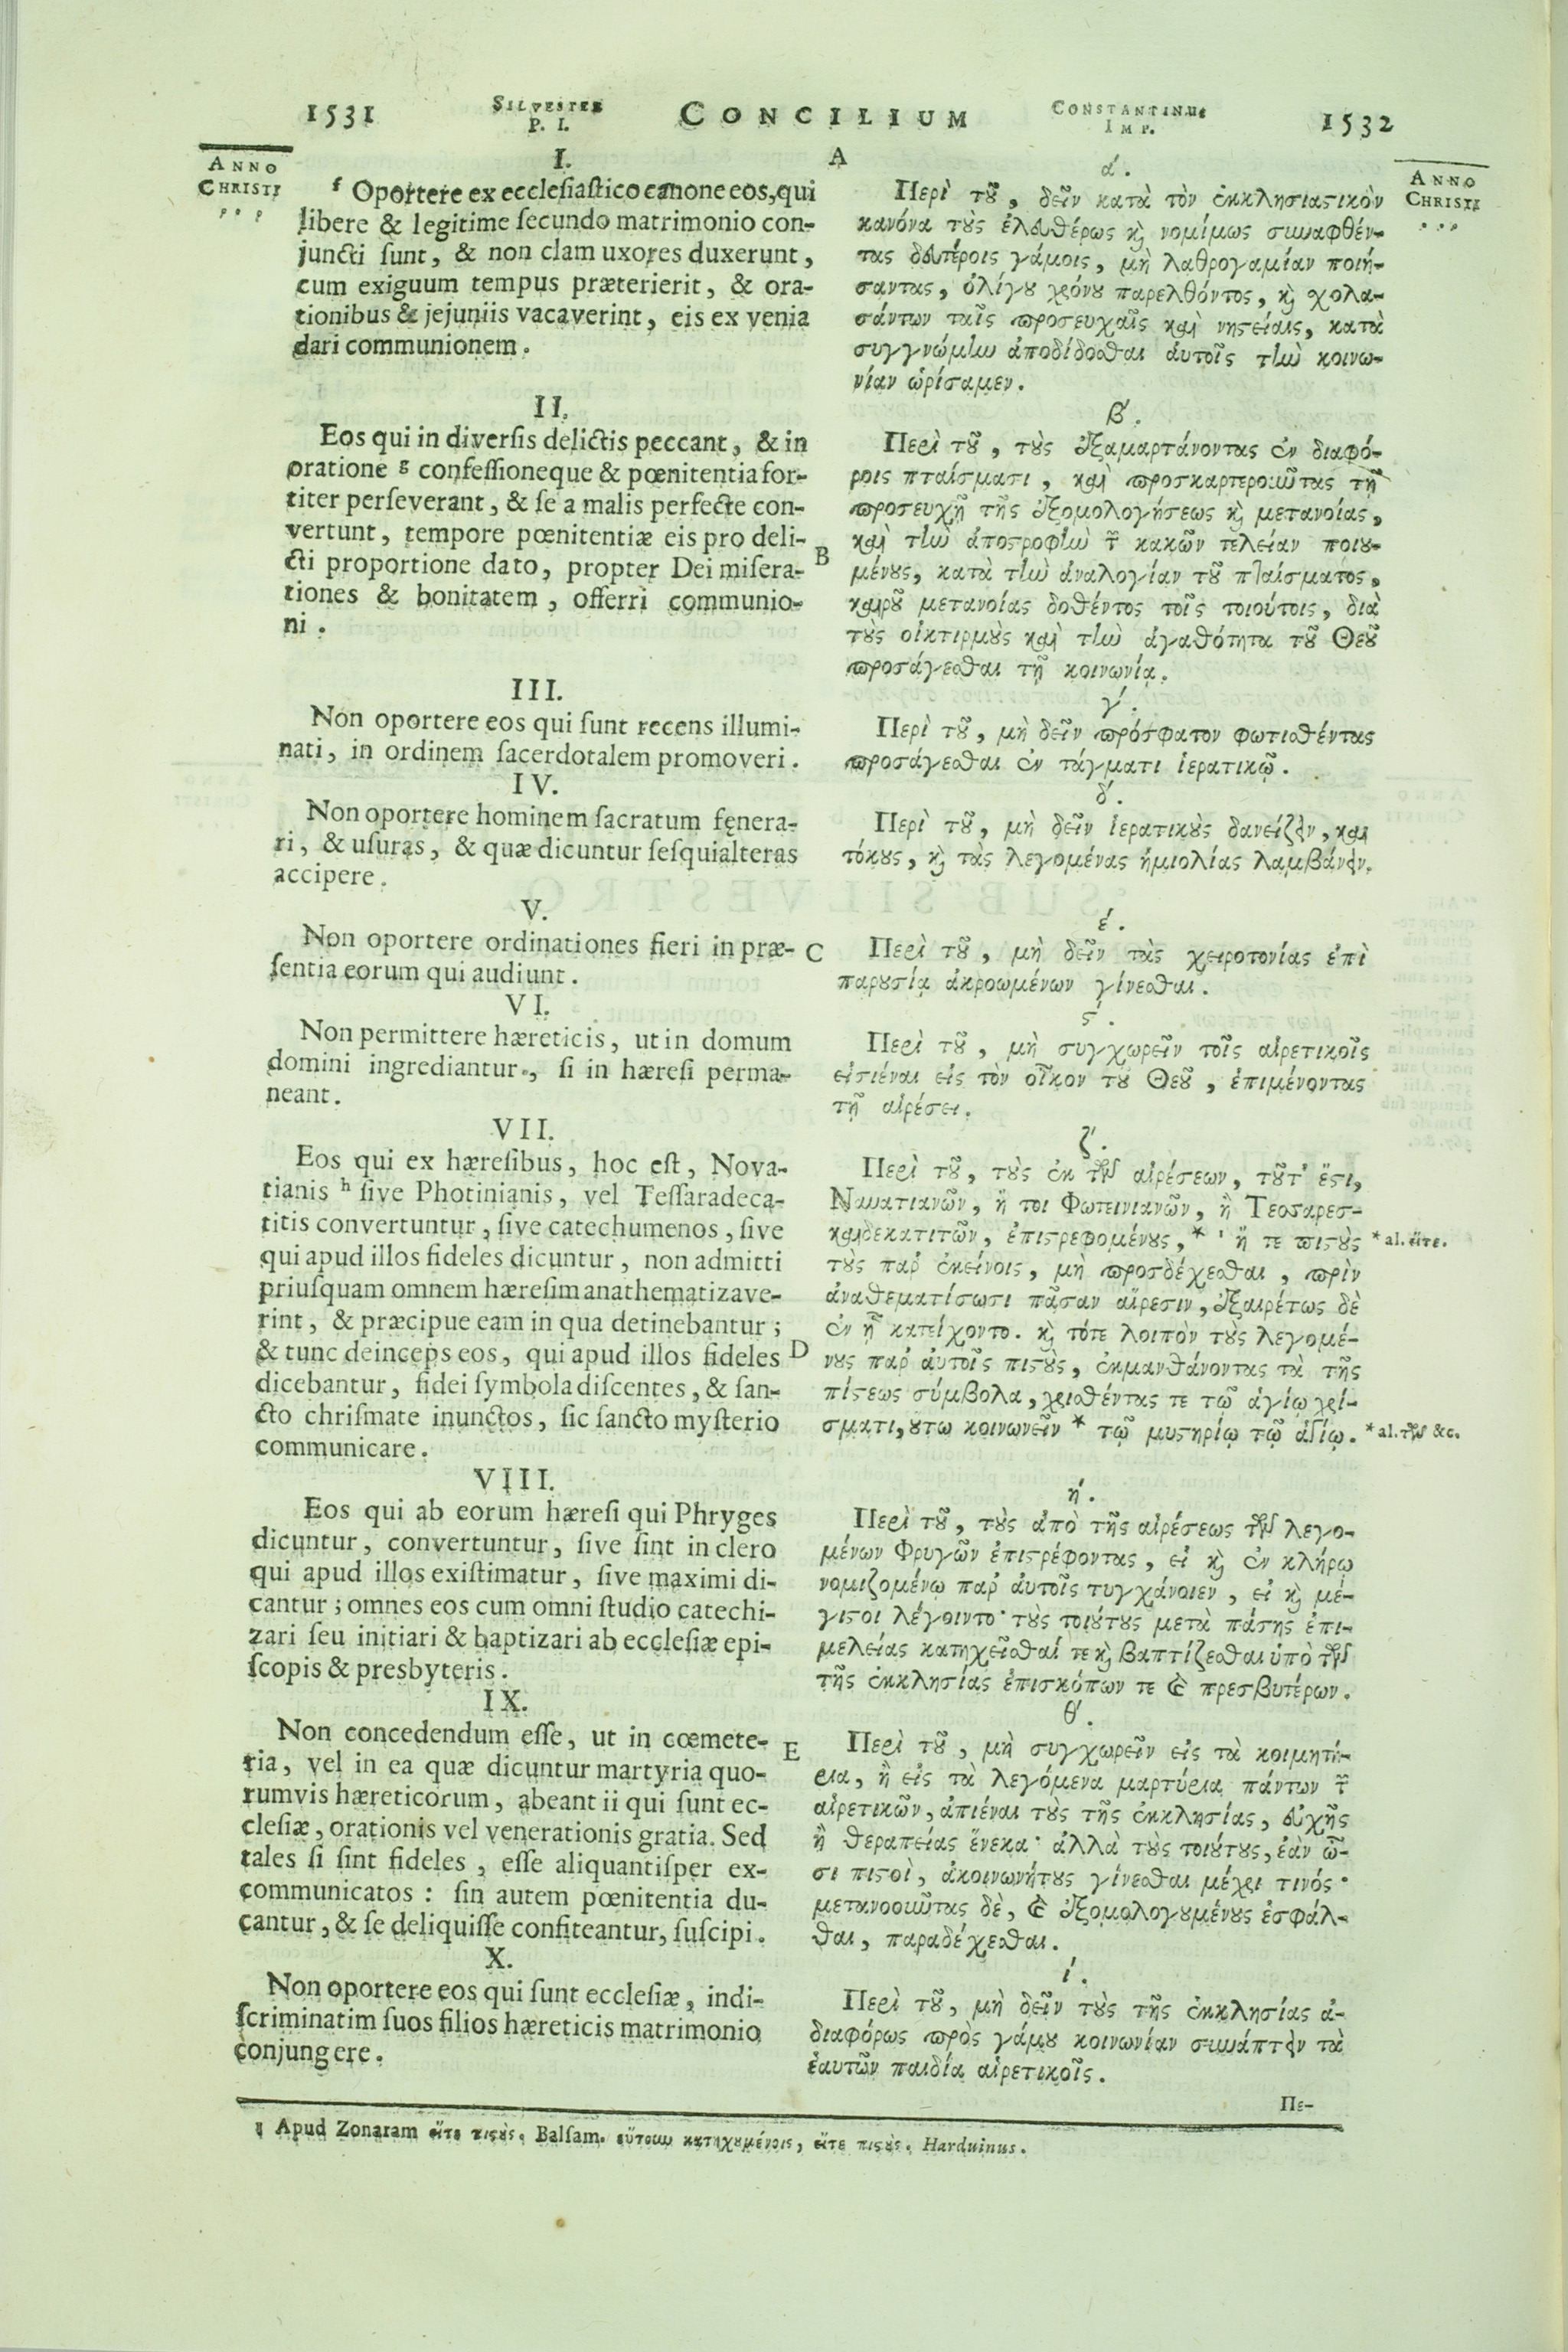 1531 SILVESTER CONCILIUM CONSTANTINUS 1532
P. I. IMP.
ANNO
CHRISTI
I.
ᶠ Oportere ex ecclesiastico canone eos, qui
libere & legitime secundo matrimonio con-
juncti sunt, & non clam uxores duxerunt,
cum exiguum tempus præterierit, & ora-
tionibus & jejuniis vacaverint, eis ex venia
dari communionem.
II.
Eos qui in diversis delictis peccant, & in
oratione ᵍ confessioneque & pœnitentia for-
titer perseverant, & se a malis perfecte con-
vertunt, tempore pœnitentiæ eis pro deli-
cti proportione dato, propter Dei misera-
tiones & bonitatem, offerri communio-
ni.
III.
Non oportere eos qui sunt recens illumi-
nati, in ordinem sacerdotalem promoveri.
IV.
Non oportere hominem sacratum fęnera-
ri, & usuras, & quæ dicuntur sesquialteras
accipere.
V.
Non oportere ordinationes fieri in præ-
sentia eorum qui audiunt.
VI.
Non permittere hæreticis, ut in domum
domini ingrediantur, si in hæresi perma-
neant.
VII.
Eos qui ex hæresibus, hoc est, Nova-
tianis ʰ sive Photinianis, vel Tessaradeca-
titis convertuntur, sive catechumenos, sive
qui apud illos fideles dicuntur, non admitti
priusquam omnem hæresim anathematizave-
rint, & præcipue eam in qua detinebantur;
& tunc deinceps eos, qui apud illos fideles
dicebantur, fidei symbola discentes, & san-
cto chrismate inunctos, sic sancto mysterio
communicare.
VIII.
Eos qui ab eorum hæresi qui Phryges
dicuntur, convertuntur, sive sint in clero
qui apud illos existimatur, sive maximi di-
cantur; omnes eos cum omni studio catechi-
zari seu initiari & baptizari ab ecclesiæ epi-
scopis & presbyteris.
IX.
Non concedendum esse, ut in cœmete-
ria, vel in ea quæ dicuntur martyria quo-
rumvis hæreticorum, abeant ii qui sunt ec-
clesiæ, orationis vel venerationis gratia. Sed
tales si sint fideles, esse aliquantisper ex-
communicatos: sin autem pœnitentia du-
cantur, & se deliquisse confiteantur, suscipi.
X.
Non oportere eos qui sunt ecclesiæ, indi-
scriminatim suos filios hæreticis matrimonio
conjungere.
A
B
C
D
E
ά.
Περὶ τοῦ, δεῖν κατὰ τὸν ἐκκλησιαστικὸν
κανόνα τοὺς ἐλευθέρως καὶ νομίμως συναφθέν-
τας δευτέροις γάμοις, μὴ λαθρογαμίαν ποιή-
σαντας, ὀλίγου χρόνου παρελθόντος, καὶ σχολα-
σάντων ταῖς προσευχαῖς καὶ νηστείαις, κατὰ
συγγνώμην ἀποδίδοσθαι αὐτοῖς τὴν κοινω-
νίαν ὡρίσαμεν.
β'.
Περὶ τοῦ, τοὺς ἐξαμαρτάνοντας ἐν διαφό-
ροις πταίσμασι, καὶ προσκαρτεροῦντας τῇ
προσευχῇ τῆς ἐξομολογήσεως καὶ μετανοίας,
καὶ τὴν ἀποστροφὴν τῶν κακῶν τελείαν ποιου-
μένους, κατὰ τὴν ἀναλογίαν τοῦ πταίσματος,
καιροῦ μετανοίας δοθέντος τοῖς τοιούτοις, διὰ
τοὺς οἰκτιρμοὺς καὶ τὴν ἀγαθότητα τοῦ Θεοῦ
προσάγεσθαι τῇ κοινωνίᾳ.
γ'.
Περὶ τοῦ, μὴ δεῖν πρόσφατον φωτισθέντας
προσάγεσθαι ἐν τάγματι ἱερατικῷ.
δ'.
Περὶ τοῦ, μὴ δεῖν ἱερατικοὺς δανείζειν, καὶ
τόκους, καὶ τὰς λεγομένας ἡμιολίας λαμβάνειν.
έ.
Περὶ τοῦ, μὴ δεῖν τὰς χειροτονίας ἐπὶ
παρουσίᾳ ἀκροωμένων γίνεσθαι.
ϛ'.
Περὶ τοῦ, μὴ συγχωρεῖν τοῖς αἱρετικοῖς
εἰσιέναι εἰς τὸν οἶκον τοῦ Θεοῦ, ἐπιμένοντας
τῇ αἱρέσει.
ζ'.
Περὶ τοῦ, τοὺς ἐκ τῶν αἱρέσεων, τοῦτ' ἔστι,
Ναυατιανῶν, ἤ τοι Φωτεινιανῶν, ἢ Τεσσαρεσ-
καιδεκατιτῶν, ἐπιστρεφομένους, * ᶦ ἤ τε πιστοὺς
τοὺς παρ' ἐκείνοις, μὴ προσδέχεσθαι, πρὶν
ἀναθεματίσωσι πᾶσαν αἵρεσιν, ἐξαιρέτως δὲ
ἐν ᾗ κατείχοντο. καὶ τότε λοιπὸν τοὺς λεγομέ-
νους παρ' αὐτοῖς πιστοὺς, ἐκμανθάνοντας τὰ τῆς
πίστεως σύμβολα, χρισθέντας τε τῷ ἁγίῳ χρί-
σματι, οὕτω κοινωνεῖν * τῷ μυστηρίῳ τῷ ἁγίῳ.
ή.
Περὶ τοῦ, τοὺς ἀπὸ τῆς αἱρέσεως τῶν λεγο-
μένων Φρυγῶν ἐπιστρέφοντας, εἰ καὶ ἐν κλήρῳ
νομιζομένῳ παρ' αὐτοῖς τυγχάνοιεν, εἰ καὶ μέ-
γιστοι λέγοιντο· τοὺς τοιούτους μετὰ πάσης ἐπι-
μελείας κατηχεῖσθαί τε καὶ βαπτίζεσθαι ὑπὸ τῶν
τῆς ἐκκλησίας ἐπισκόπων τε καὶ πρεσβυτέρων.
θ'.
Περὶ τοῦ, μὴ συγχωρεῖν εἰς τὰ κοιμητή-
ρια, ἢ εἰς τὰ λεγόμενα μαρτύρια πάντων τῶν
αἱρετικῶν, ἀπιέναι τοὺς τῆς ἐκκλησίας, εὐχῆς
ἢ θεραπείας ἕνεκα· ἀλλὰ τοὺς τοιούτους, ἐὰν ὦ-
σι πιστοὶ, ἀκοινωνήτους γίνεσθαι μέχρι τινός·
μετανοοῦντας δὲ, καὶ ἐξομολογουμένους ἐσφάλ-
θαι, παραδέχεσθαι.
ί.
Περὶ τοῦ, μὴ δεῖν τοὺς τῆς ἐκκλησίας ἀ-
διαφόρως πρὸς γάμου κοινωνίαν συνάπτειν τὰ
ἑαυτῶν παιδία αἱρετικοῖς.
Πε-
ANNO
CHRISTI
* al. εἴτε.
* al. τῶν &c.
Apud Zonaram εἴτε πιστοὺς. Balsam. εἴτουν κατηχουμένοις, εἴτε πιστοὺς. Harduinus.